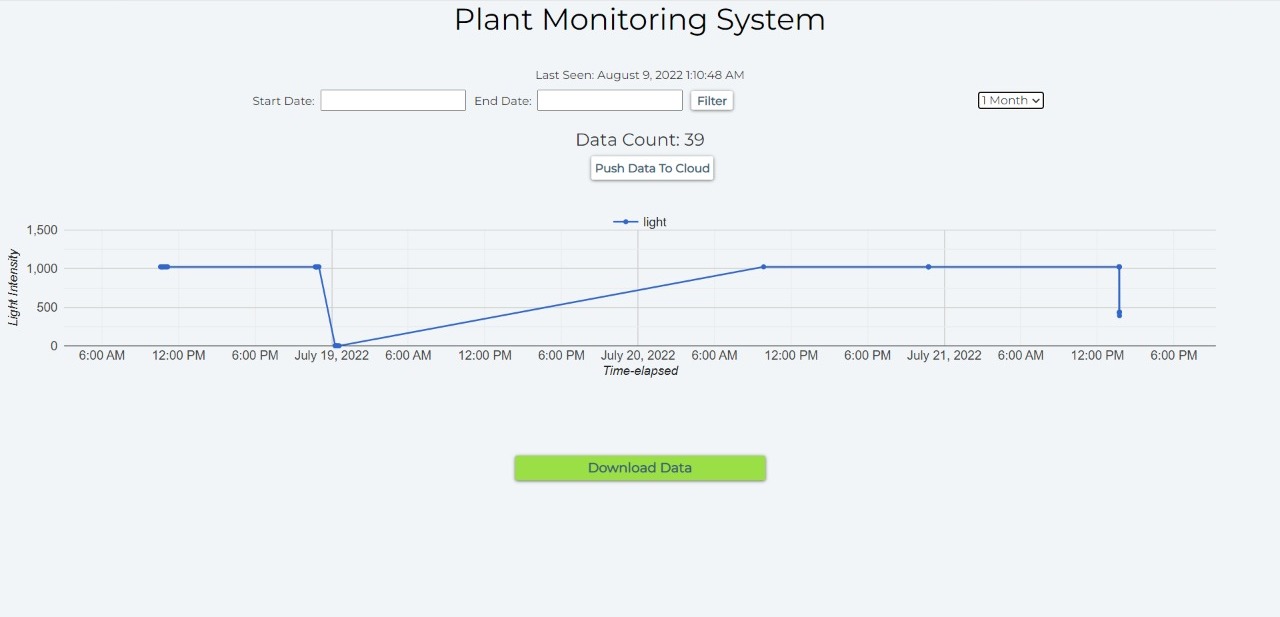 Plant Monitoring System
Last Seen: August 9, 2022 1:10:48 AM
Start Date: End Date: Filter 1 Month
Data Count: 39
Push Data To Cloud
light
1,500
1,000
500
0
Light Intensity
6:00 AM 12:00 PM 6:00 PM July 19, 2022 6:00 AM 12:00 PM 6:00 PM July 20, 2022 6:00 AM 12:00 PM 6:00 PM July 21, 2022 6:00 AM 12:00 PM 6:00 PM
Time-elapsed
Download Data